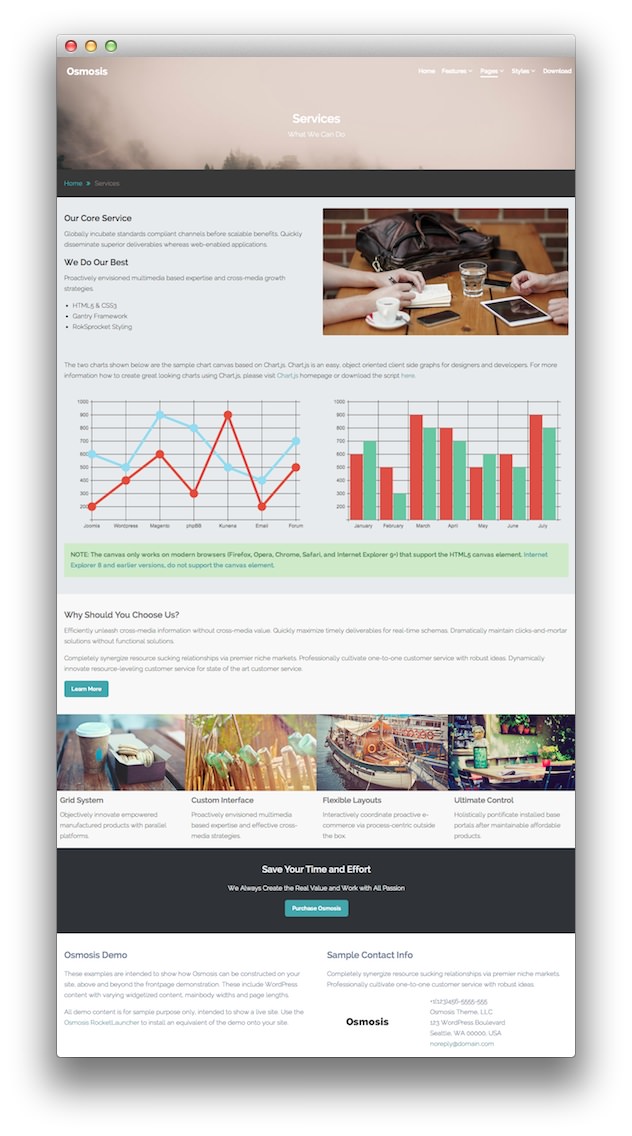 Osmosis
Home Features Pages Styles Download
Services
What We Can Do
Home » Services
Our Core Service
Globally incubate standards compliant channels before scalable benefits. Quickly
disseminate superior deliverables whereas web-enabled applications.
We Do Our Best
Proactively envisioned multimedia based expertise and cross-media growth
strategies.
• HTML5 & CSS3
• Gantry Framework
• RokSprocket Styling
The two charts shown below are the sample chart canvas based on Chart.js. Chart.js is an easy, object oriented client side graphs for designers and developers. For more
information how to create great looking charts using Chart.js, please visit Chart.js homepage or download the script here.
1000
900
800
700
600
500
400
300
200
Joomla Wordpress Magento phpBB Kunena Email Forum
1000
900
800
700
600
500
400
300
200
January February March April May June July
NOTE: The canvas only works on modern browsers (Firefox, Opera, Chrome, Safari, and Internet Explorer 9+) that support the HTML5 canvas element. Internet
Explorer 8 and earlier versions, do not support the canvas element.
Why Should You Choose Us?
Efficiently unleash cross-media information without cross-media value. Quickly maximize timely deliverables for real-time schemas. Dramatically maintain clicks-and-mortar
solutions without functional solutions.
Completely synergize resource sucking relationships via premier niche markets. Professionally cultivate one-to-one customer service with robust ideas. Dynamically
innovate resource-leveling customer service for state of the art customer service.
Learn More
Grid System
Objectively innovate empowered
manufactured products with parallel
platforms.
Custom Interface
Proactively envisioned multimedia
based expertise and effective cross-
media strategies.
Flexible Layouts
Interactively coordinate proactive e-
commerce via process-centric outside
the box.
Ultimate Control
Holistically pontificate installed base
portals after maintainable affordable
products.
Save Your Time and Effort
We Always Create the Real Value and Work with All Passion
Purchase Osmosis
Osmosis Demo
These examples are intended to show how Osmosis can be constructed on your
site, above and beyond the frontpage demonstration. These include WordPress
content with varying widgetized content, mainbody widths and page lengths.
All demo content is for sample purpose only, intended to show a live site. Use the
Osmosis RocketLauncher to install an equivalent of the demo onto your site.
Sample Contact Info
Completely synergize resource sucking relationships via premier niche markets.
Professionally cultivate one-to-one customer service with robust ideas
Osmosis
+1(123)456-5555-555
Osmosis Theme, LLC
123 WordPress Boulevard
Seattle, WA 00000, USA
noreply@domain.com